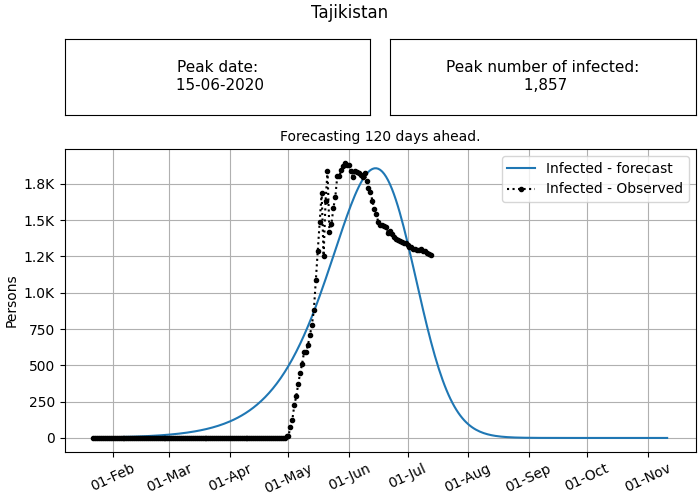 Tajikistan
Peak date:
15-06-2020
Peak number of infected:
1,857
Forecasting 120 days ahead.
Infected - forecast
Infected - Observed
1.8K
1.5K
1.2K
1.0K
750
500
250
0
Persons
01-Feb
01-Mar
01-Apr
01-May
01-Jun
01-Jul
01-Aug
01-Sep
01-Oct
01-Nov